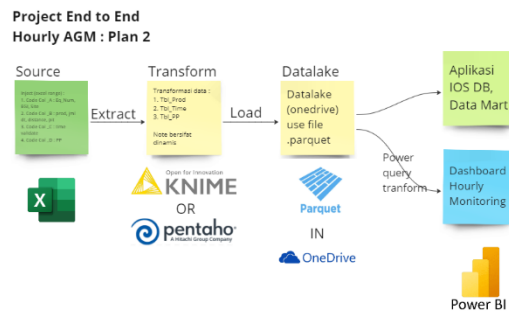 Project End to End
Hourly AGM : Plan 2
Source
Transform
Datalake
Extract
Load
Transformasi data :
1. Tbl_Prod
2. Tbl_Time
3. Tbl_PP
Note bersifat
dinamis
Datalake
(onedrive)
use file
.parquet
Aplikasi
IOS DB,
Data Mart
Power
query
tranform
Dashboard
Hourly
Monitoring
X
Open for Innovation
KNIME
OR
pentaho
A Hitachi Group Company
Parquet
IN
OneDrive
Power BI